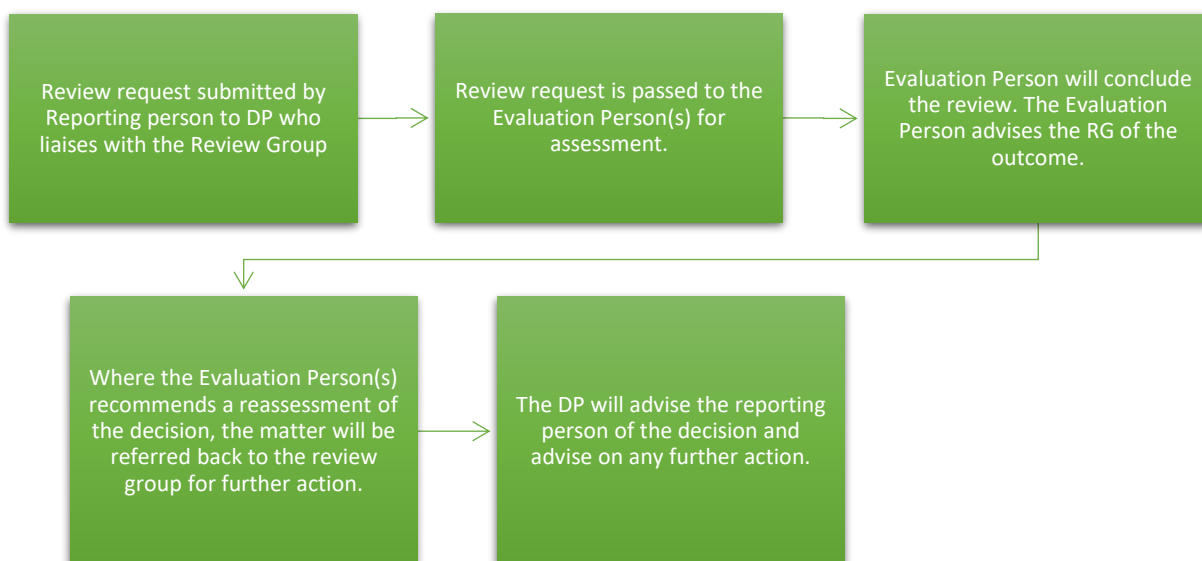 Review request submitted by
Reporting person to DP who
liaises with the Review Group
Review request is passed to the
Evaluation Person(s) for
assessment.
Evaluation Person will conclude
the review. The Evaluation
Person advises the RG of the
outcome.
Where the Evaluation Person(s)
recommends a reassessment of
the decision, the matter will be
referred back to the review
group for further action.
The DP will advise the reporting
person of the decision and
advise on any further action.